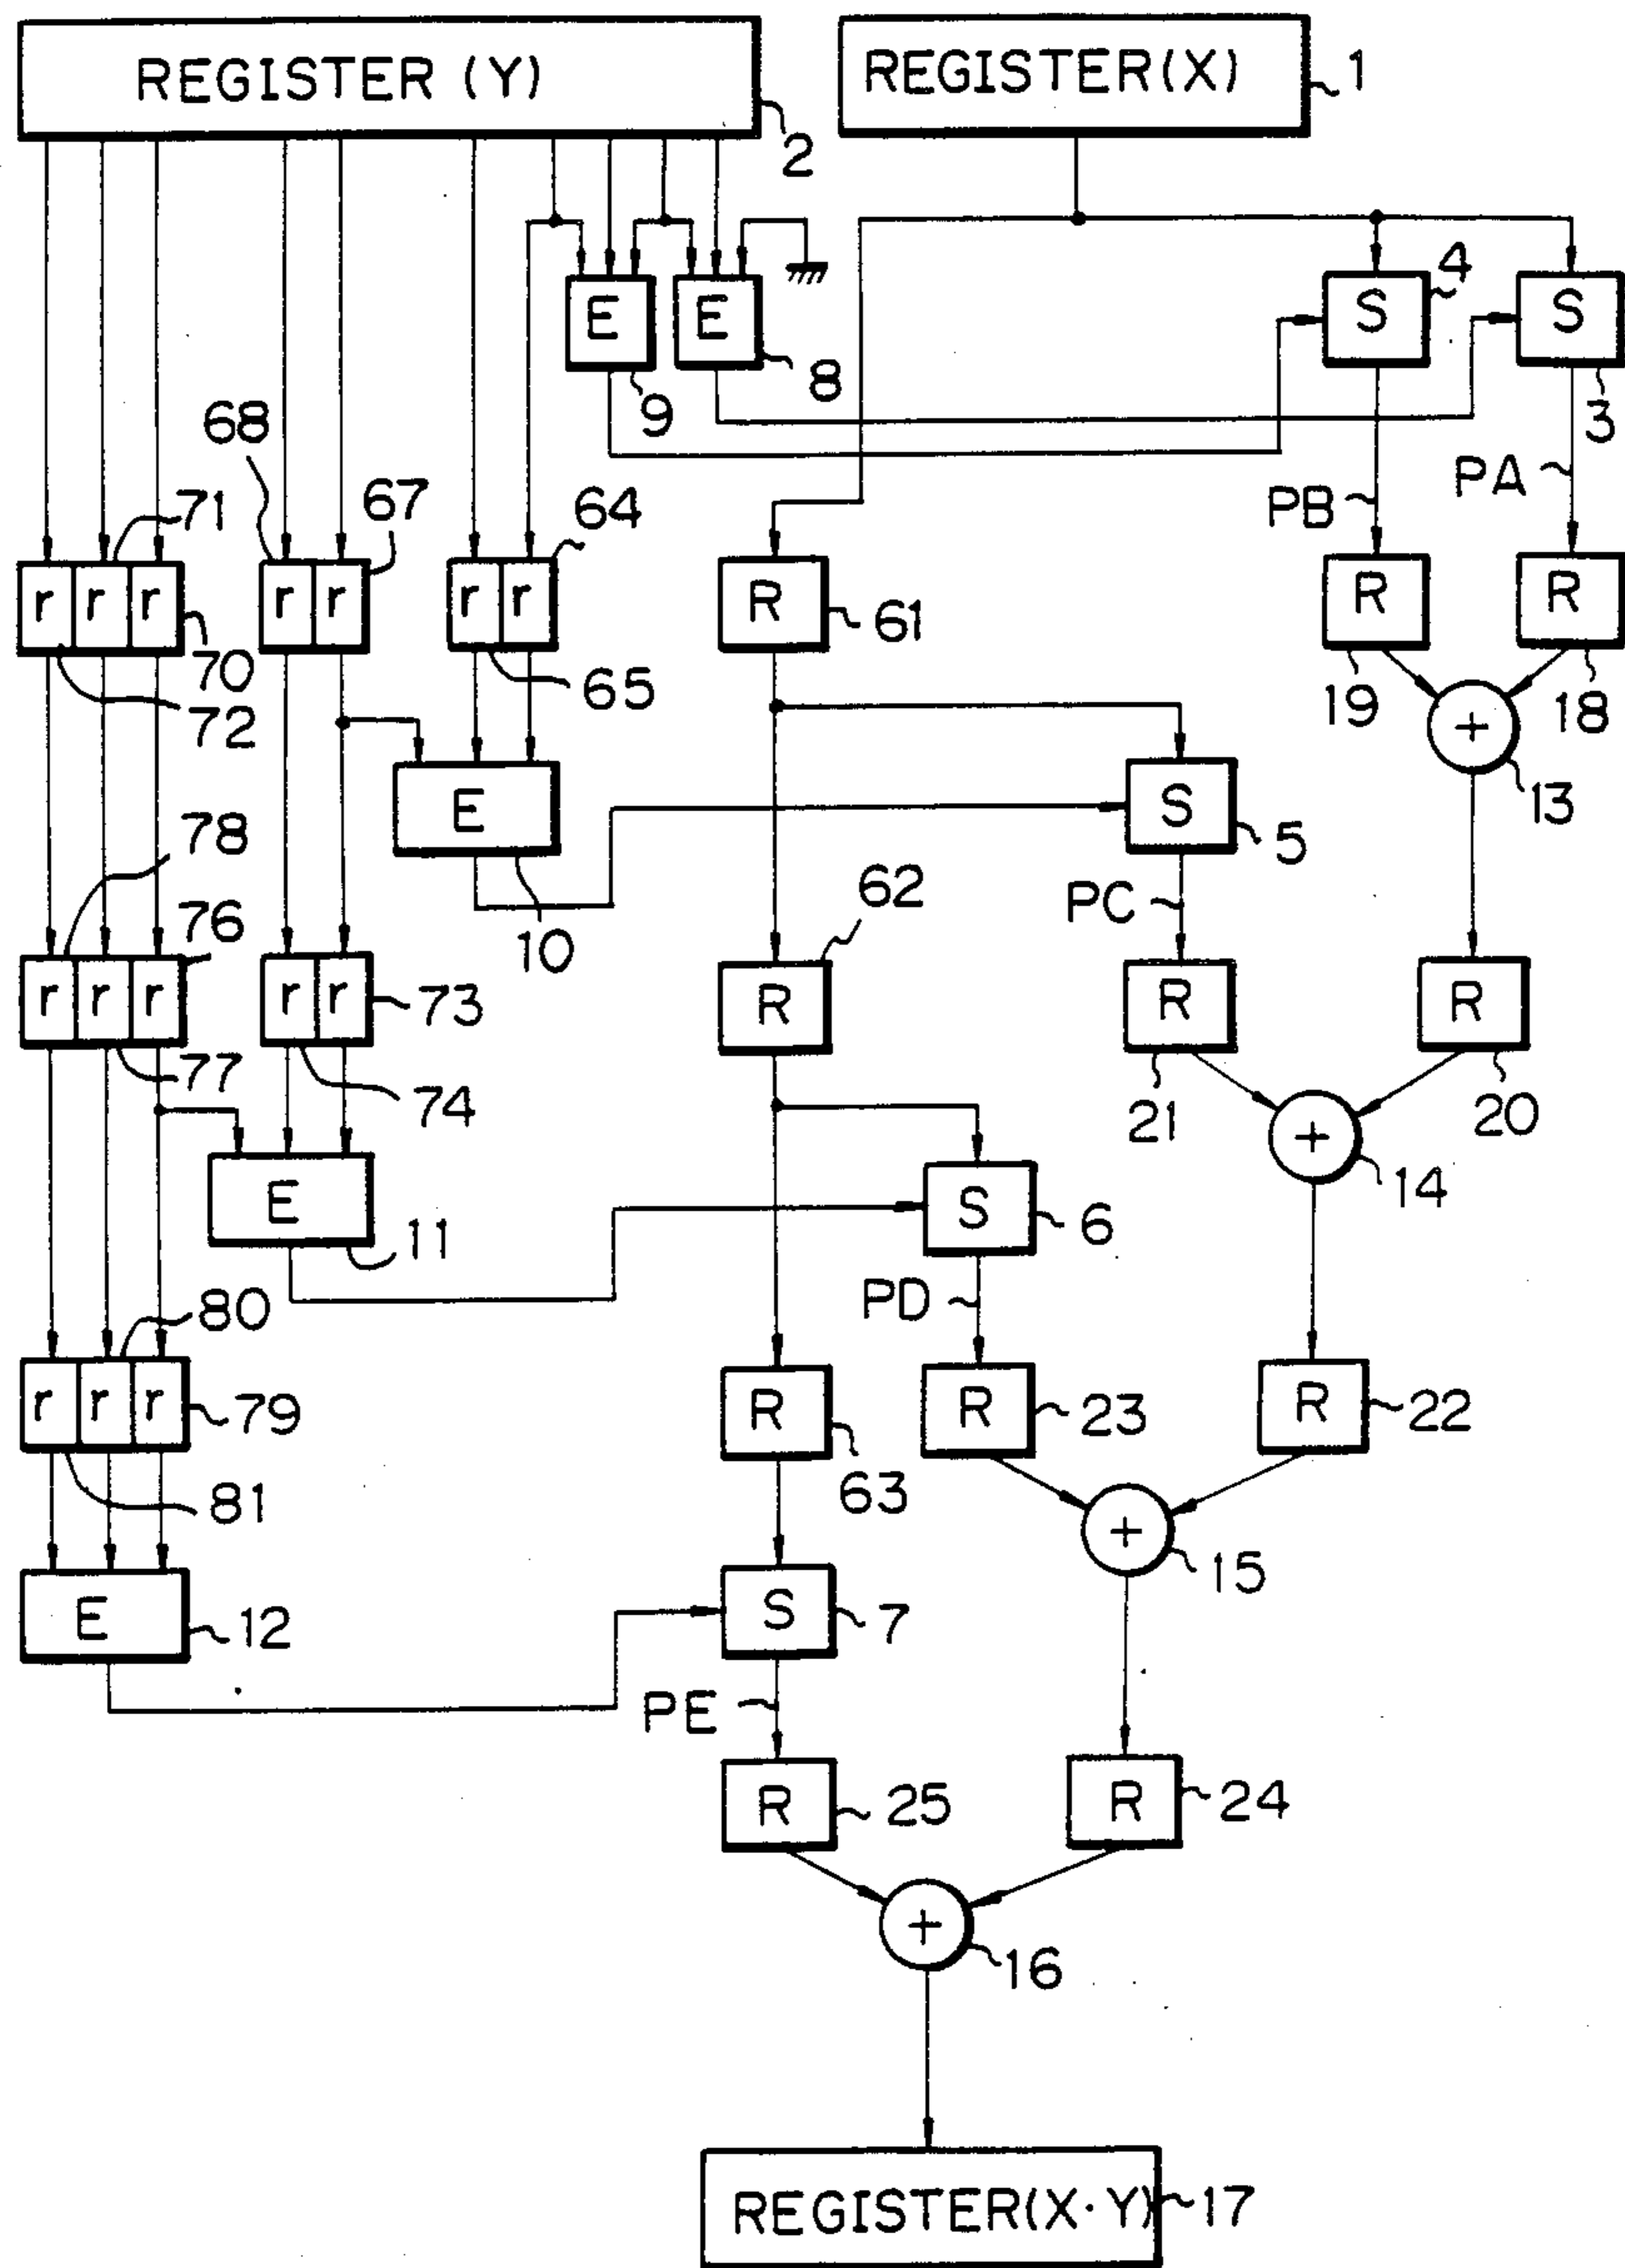 REGISTER (Y)
REGISTER(X)
1
2
4
E
E
S
S
9
8
3
68
PA
71
67
64
PB
r r r
r r
r r
R
R
R
61
70
65
72
19
18
+
13
S
E
5
78
62
PC
76
10
r r r
r r
73
R
R
R
77
74
21
20
+
14
E
S
11
6
80
PD
r r r
79
R
R
23
R
22
81
63
+
15
E
12
S
7
PE
R
25
R
24
+
16
REGISTER(X·Y)
17